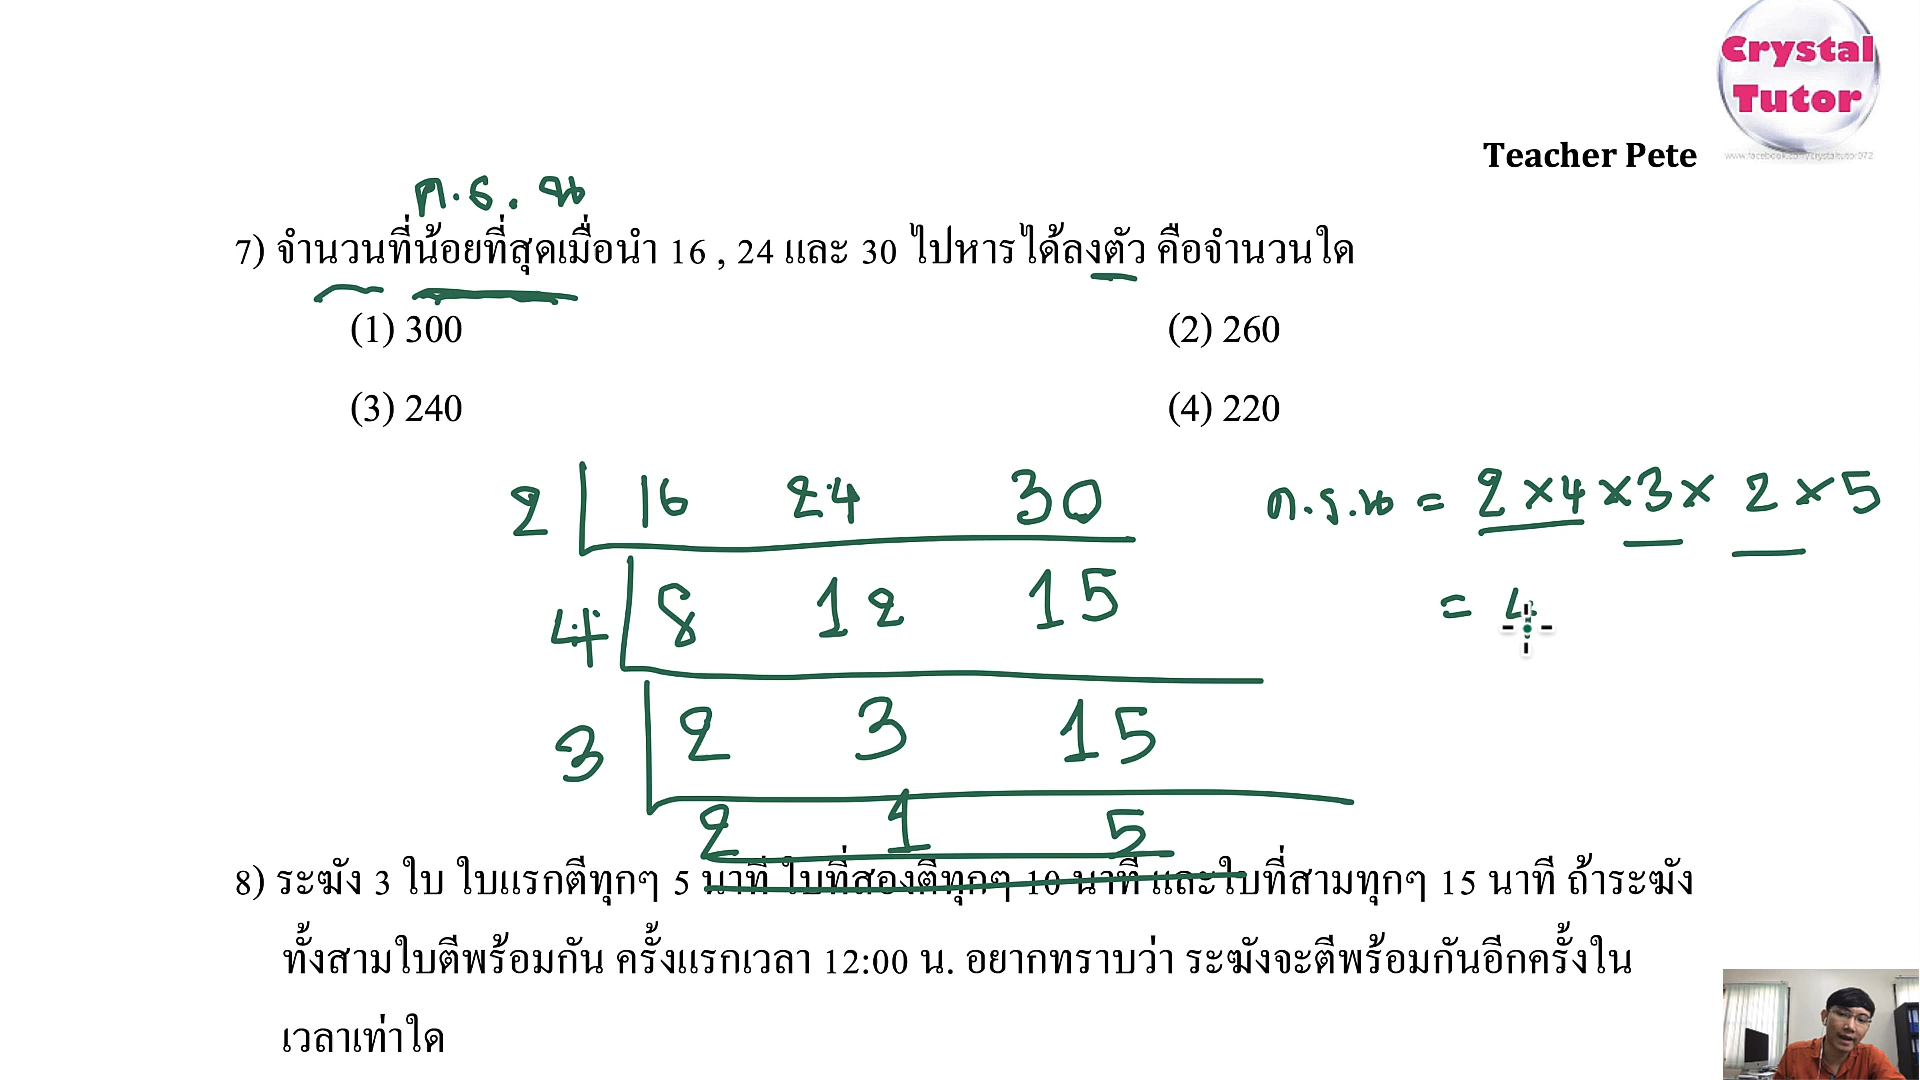 Crystal
Tutor
www.facebook.com/crystaltutor072
Teacher Pete
ค.ร.น
7) จำนวนที่น้อยที่สุดเมื่อนำ 16 , 24 และ 30 ไปหารได้ลงตัว คือจำนวนใด
(1) 300 (2) 260
(3) 240 (4) 220
2 16 24 30
ค.ร.น = 2 × 4 × 3 × 2 × 5
4 8 12 15
= 4
3 2 3 15
2 1 5
8) ระฆัง 3 ใบ ใบแรกตีทุกๆ 5 นาที ใบที่สองตีทุกๆ 10 นาที และใบที่สามทุกๆ 15 นาที ถ้าระฆัง
ทั้งสามใบตีพร้อมกัน ครั้งแรกเวลา 12:00 น. อยากทราบว่า ระฆังจะตีพร้อมกันอีกครั้งใน
เวลาเท่าใด